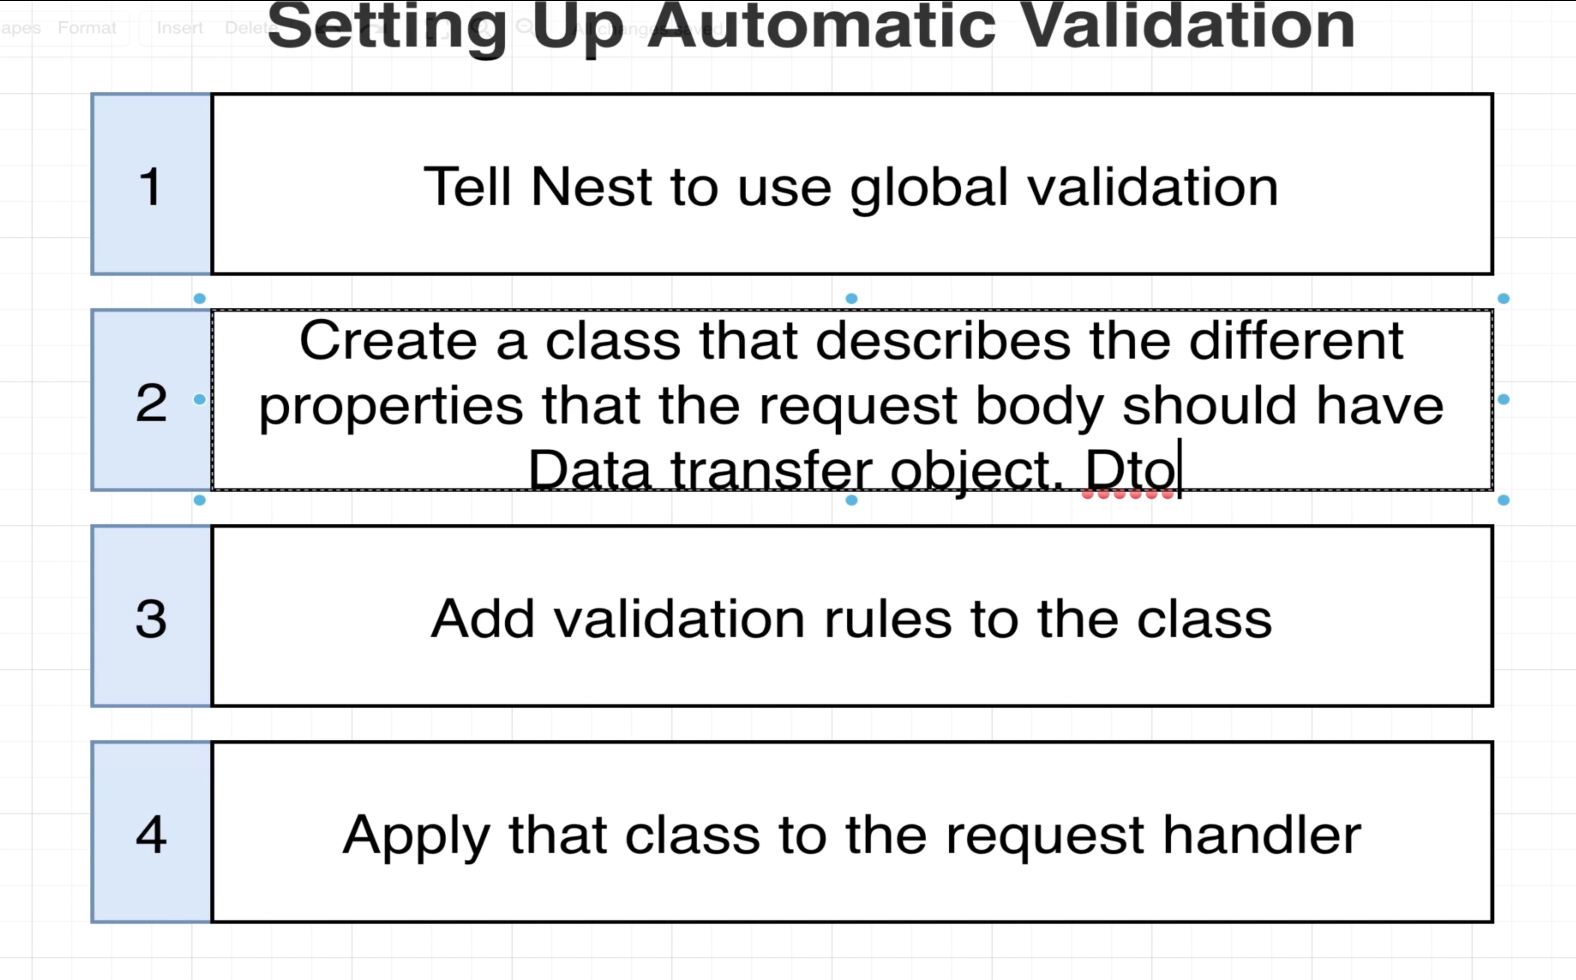 apes Format Insert Delete
Setting Up Automatic Validation
1
Tell Nest to use global validation
2
Create a class that describes the different
properties that the request body should have
Data transfer object. Dto
3
Add validation rules to the class
4
Apply that class to the request handler